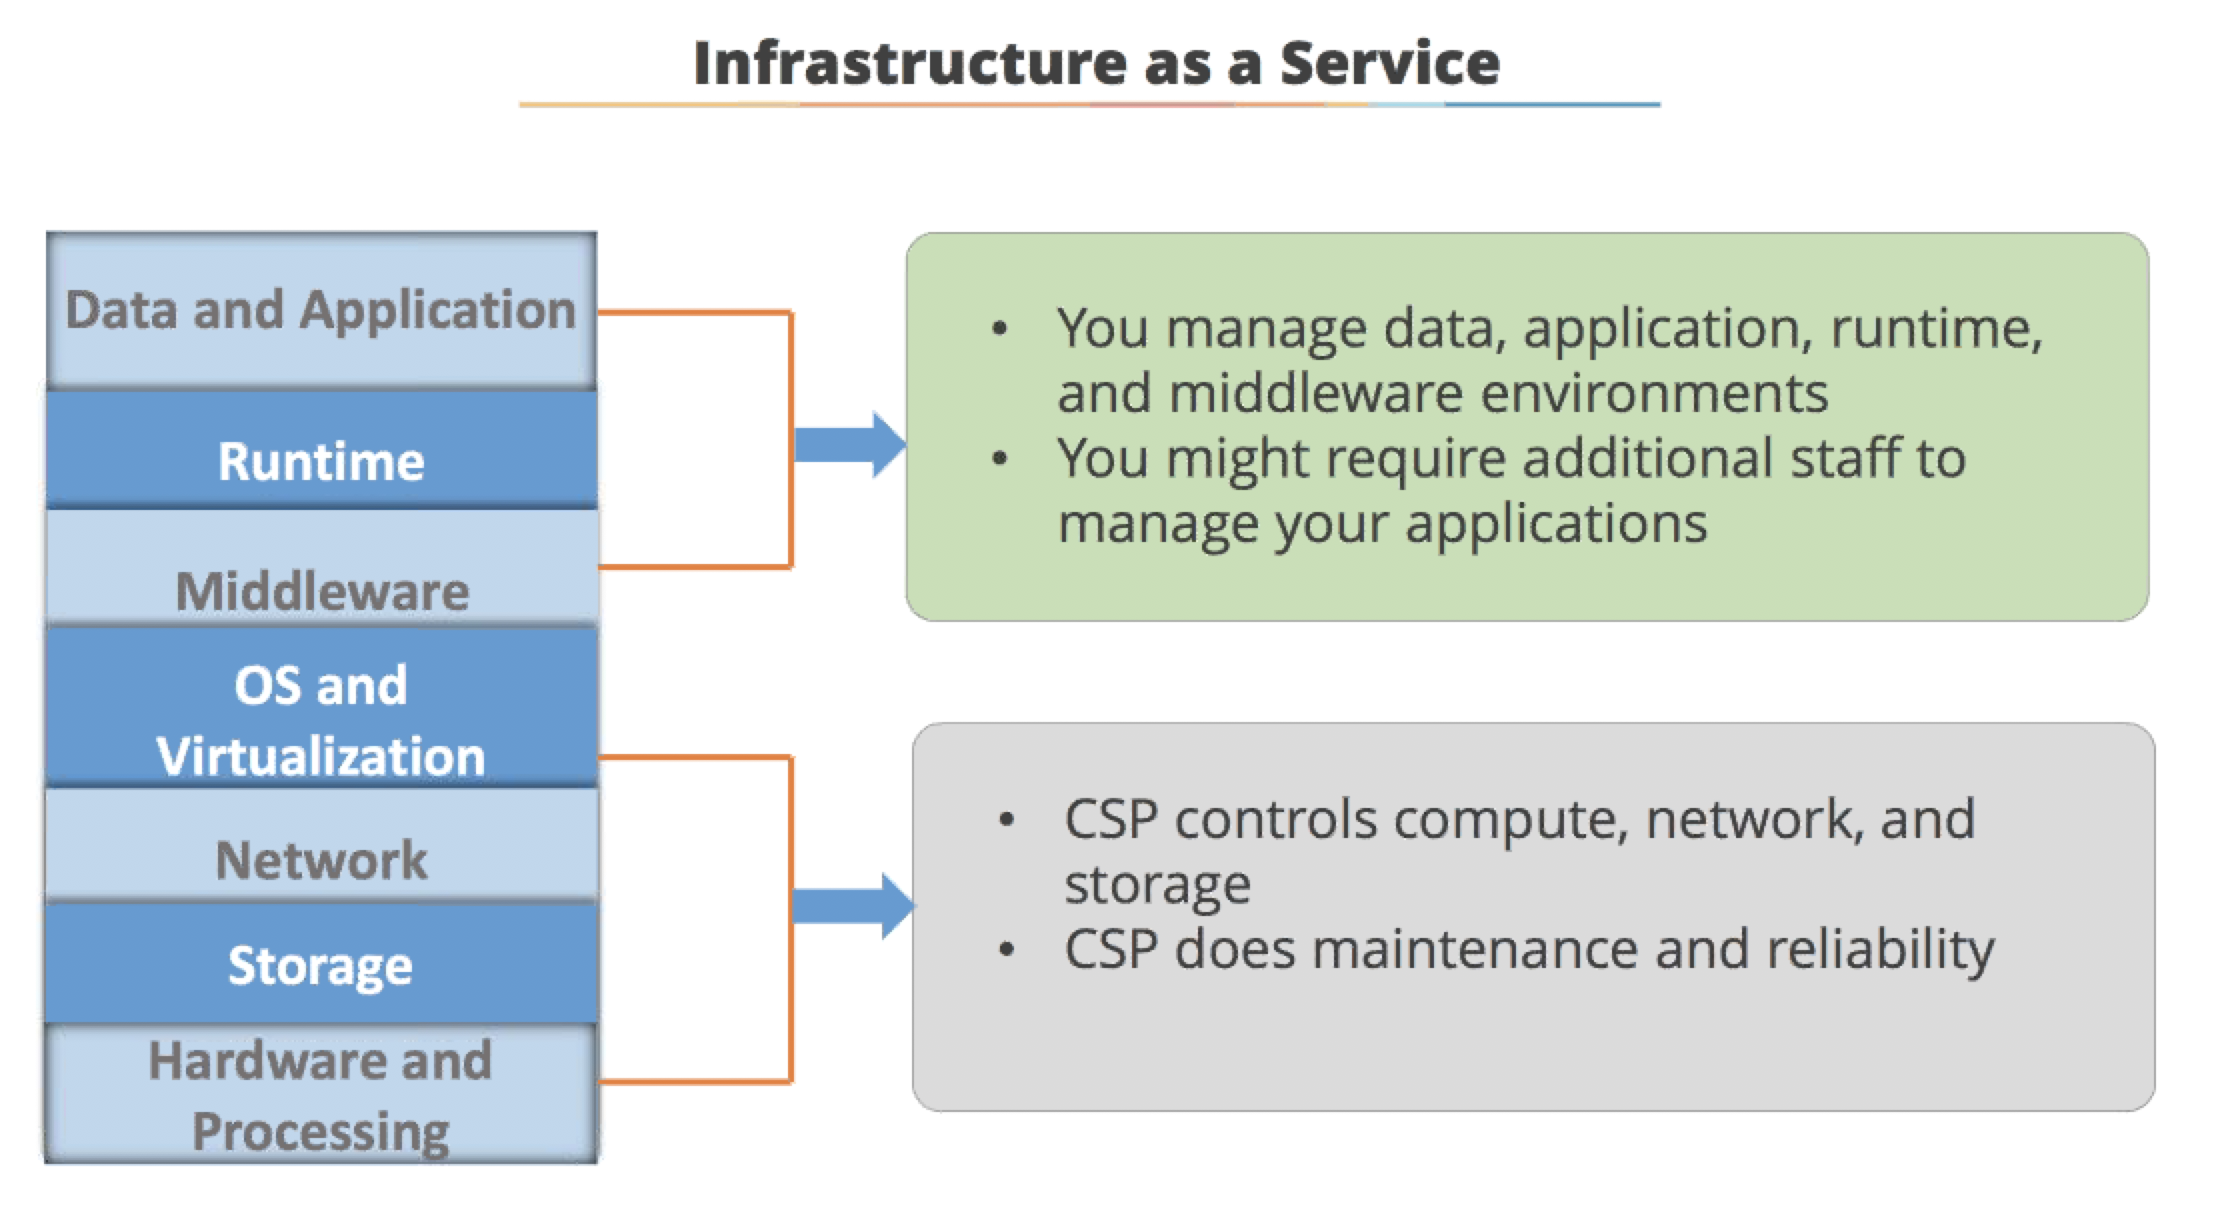 Infrastructure as a Service
Data and Application
Runtime
Middleware
OS and
Virtualization
Network
Storage
Hardware and
Processing
• You manage data, application, runtime,
and middleware environments
• You might require additional staff to
manage your applications
• CSP controls compute, network, and
storage
• CSP does maintenance and reliability